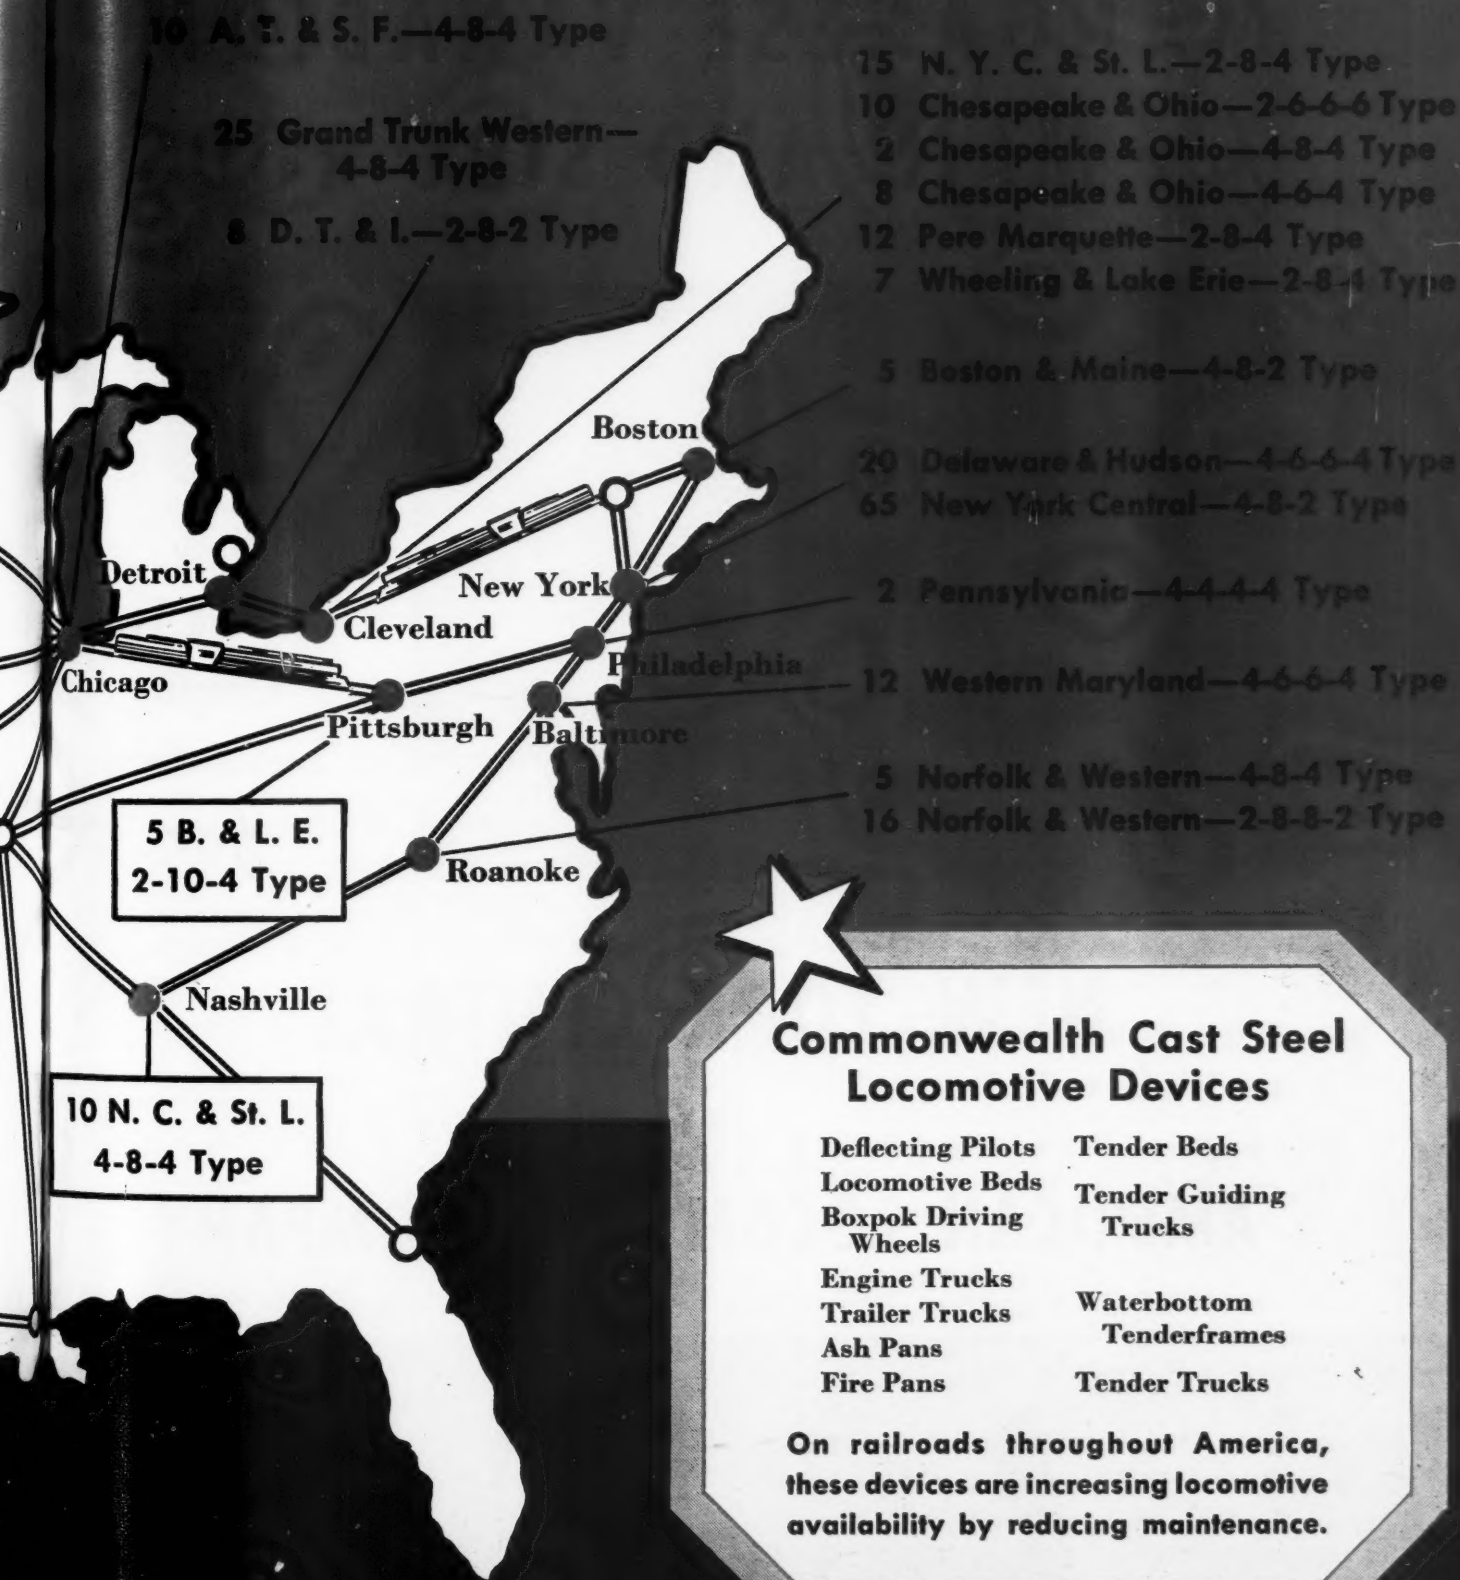 10 A. T. & S. F.—4-8-4 Type
25 Grand Trunk Western—
4-8-4 Type
8 D. T. & I.—2-8-2 Type
15 N. Y. C. & St. L.—2-8-4 Type
10 Chesapeake & Ohio—2-6-6-6 Type
2 Chesapeake & Ohio—4-8-4 Type
8 Chesapeake & Ohio—4-6-4 Type
12 Pere Marquette—2-8-4 Type
7 Wheeling & Lake Erie—2-8-4 Type
5 Boston & Maine—4-8-2 Type
20 Delaware & Hudson—4-6-6-4 Type
65 New York Central—4-8-2 Type
2 Pennsylvania—4-4-4-4 Type
12 Western Maryland—4-6-6-4 Type
5 Norfolk & Western—4-8-4 Type
16 Norfolk & Western—2-8-8-2 Type
Boston
Detroit
New York
Cleveland
Philadelphia
Chicago
Pittsburgh
Baltimore
5 B. & L. E.
2-10-4 Type
Roanoke
Nashville
10 N. C. & St. L.
4-8-4 Type
Commonwealth Cast Steel
Locomotive Devices
Deflecting Pilots
Locomotive Beds
Boxpok Driving
Wheels
Engine Trucks
Trailer Trucks
Ash Pans
Fire Pans
Tender Beds
Tender Guiding
Trucks
Waterbottom
Tenderframes
Tender Trucks
On railroads throughout America,
these devices are increasing locomotive
availability by reducing maintenance.